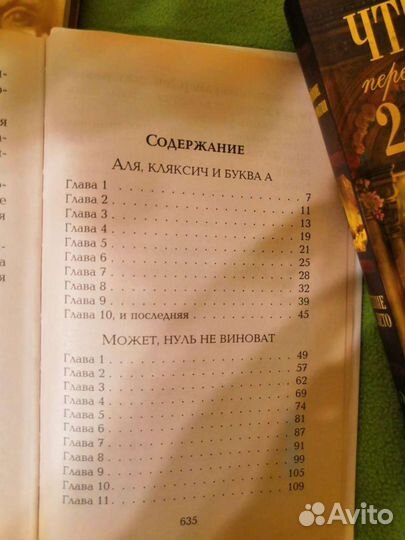 СОДЕРЖАНИЕ
АЛЯ, КЛЯКСИЧ И БУКВА А
Глава 1 . . . . . . . . . . . . . . . . 7
Глава 2 . . . . . . . . . . . . . . . . 11
Глава 3 . . . . . . . . . . . . . . . . 13
Глава 4 . . . . . . . . . . . . . . . . 19
Глава 5 . . . . . . . . . . . . . . . . 21
Глава 6 . . . . . . . . . . . . . . . . 25
Глава 7 . . . . . . . . . . . . . . . . 28
Глава 8 . . . . . . . . . . . . . . . . 32
Глава 9 . . . . . . . . . . . . . . . . 39
Глава 10, и последняя . . . . . . . . 45
МОЖЕТ, НУЛЬ НЕ ВИНОВАТ
Глава 1 . . . . . . . . . . . . . . . . 49
Глава 2 . . . . . . . . . . . . . . . . 57
Глава 3 . . . . . . . . . . . . . . . . 62
Глава 4 . . . . . . . . . . . . . . . . 69
Глава 5 . . . . . . . . . . . . . . . . 74
Глава 6 . . . . . . . . . . . . . . . . 81
Глава 7 . . . . . . . . . . . . . . . . 87
Глава 8 . . . . . . . . . . . . . . . . 91
Глава 9 . . . . . . . . . . . . . . . . 99
Глава 10 . . . . . . . . . . . . . . . 105
Глава 11 . . . . . . . . . . . . . . . 109
635
ЧТ
пере
2
Avito